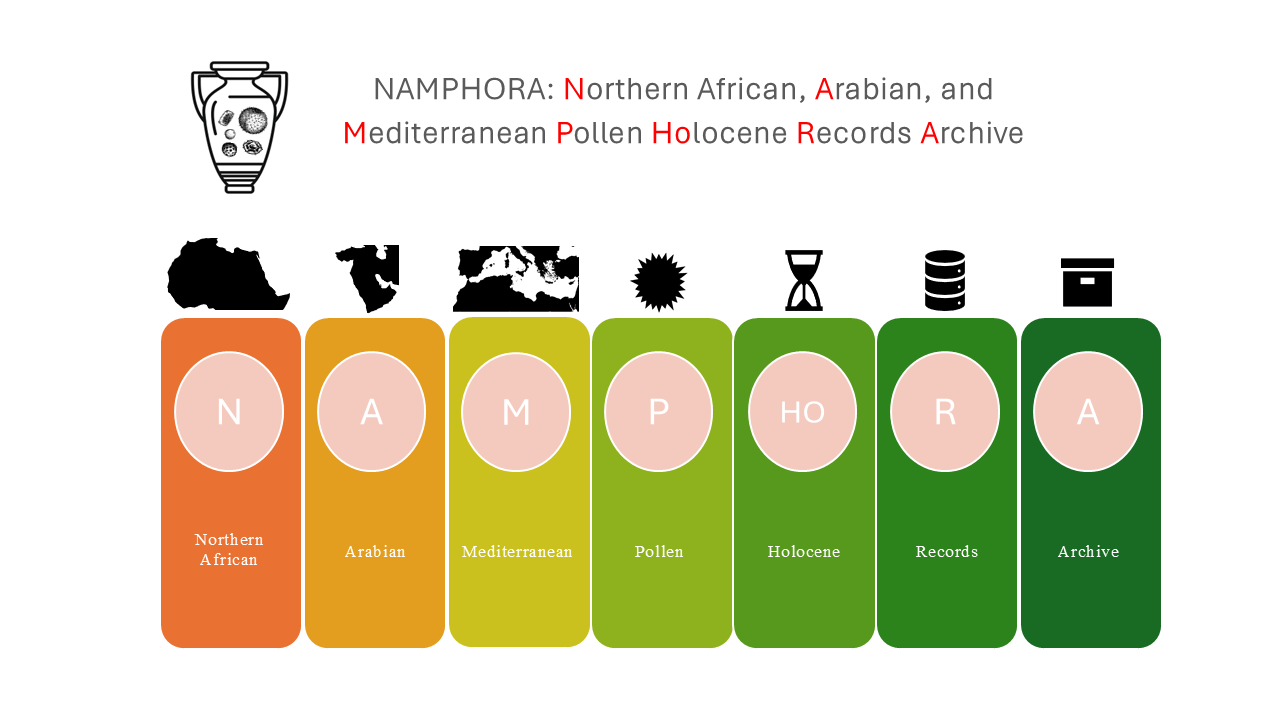 NAMPHORA: Northern African, Arabian, and
Mediterranean Pollen Holocene Records Archive
N
A
M
P
HO
R
A
Northern
African
Arabian
Mediterranean
Pollen
Holocene
Records
Archive